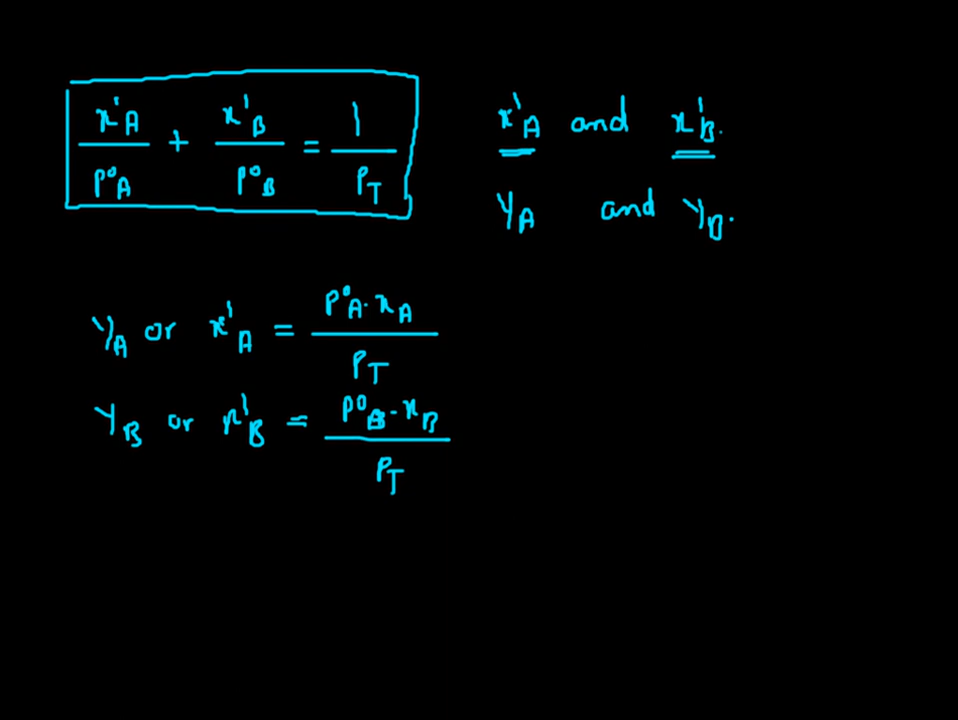 x'A/P°A + x'B/P°B = 1/PT
x'A and x'B.
YA and YB.
YA or x'A = P°A·xA/PT
YB or x'B = P°B·xB/PT